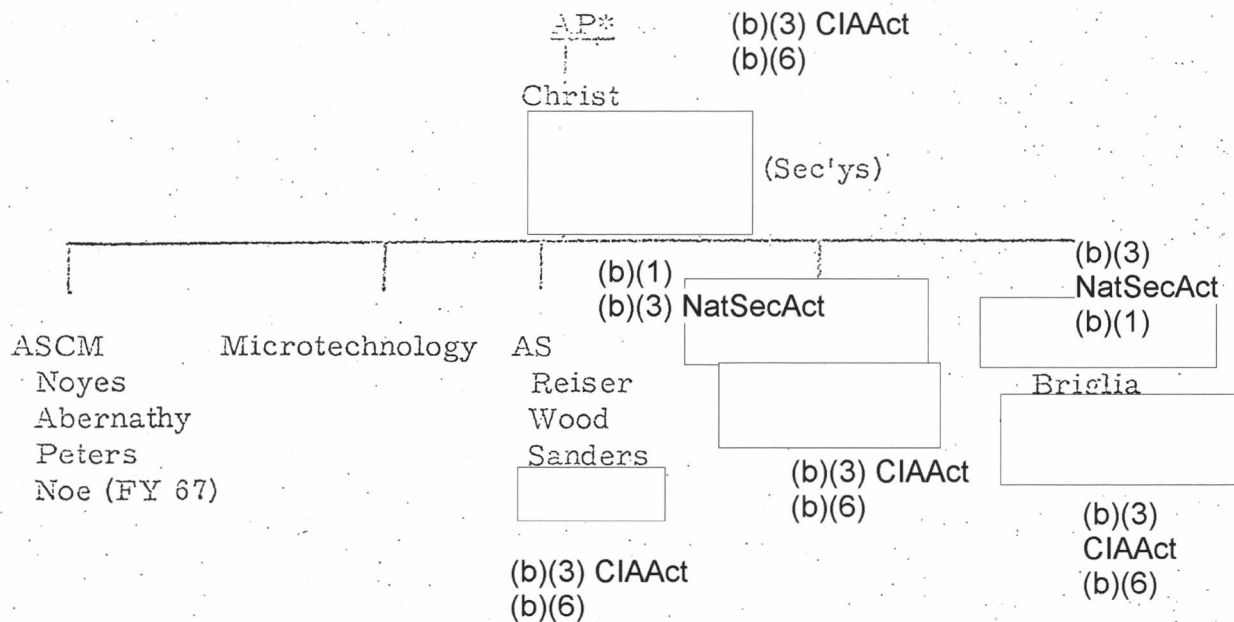 AP*
(b)(3) CIAAct
(b)(6)
Christ
(Sec'ys)
(b)(1)
(b)(3) NatSecAct
(b)(3)
NatSecAct
(b)(1)
ASCM
Noyes
Abernathy
Peters
Noe (FY 67)
Microtechnology
AS
Reiser
Wood
Sanders
Briglia
(b)(3) CIAAct
(b)(6)
(b)(3) CIAAct
(b)(6)
(b)(3)
CIAAct
(b)(6)